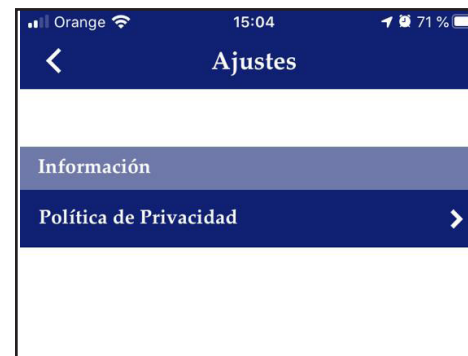 Orange 15:04 71 %
Ajustes
Información
Política de Privacidad